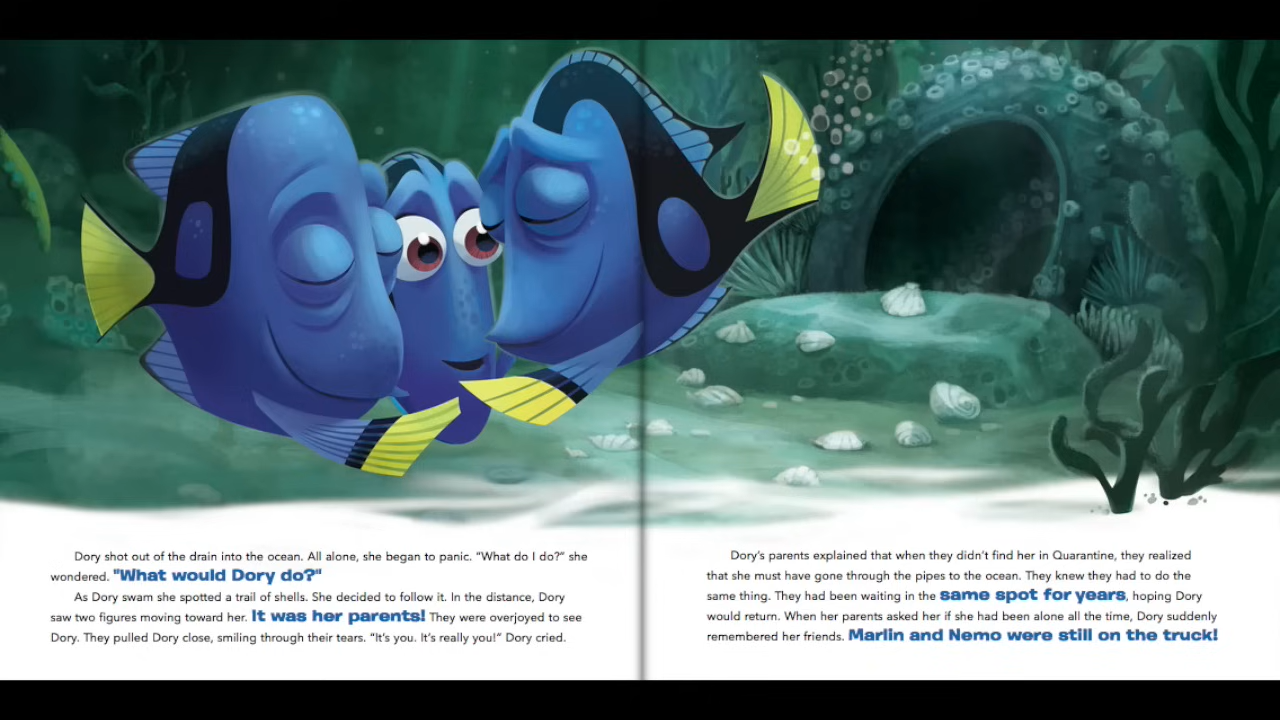 Dory shot out of the drain into the ocean. All alone, she began to panic. “What do I do?” she
wondered. "What would Dory do?"
As Dory swam she spotted a trail of shells. She decided to follow it. In the distance, Dory
saw two figures moving toward her. It was her parents! They were overjoyed to see
Dory. They pulled Dory close, smiling through their tears. “It’s you. It’s really you!” Dory cried.
Dory’s parents explained that when they didn’t find her in Quarantine, they realized
that she must have gone through the pipes to the ocean. They knew they had to do the
same thing. They had been waiting in the same spot for years, hoping Dory
would return. When her parents asked her if she had been alone all the time, Dory suddenly
remembered her friends. Marlin and Nemo were still on the truck!